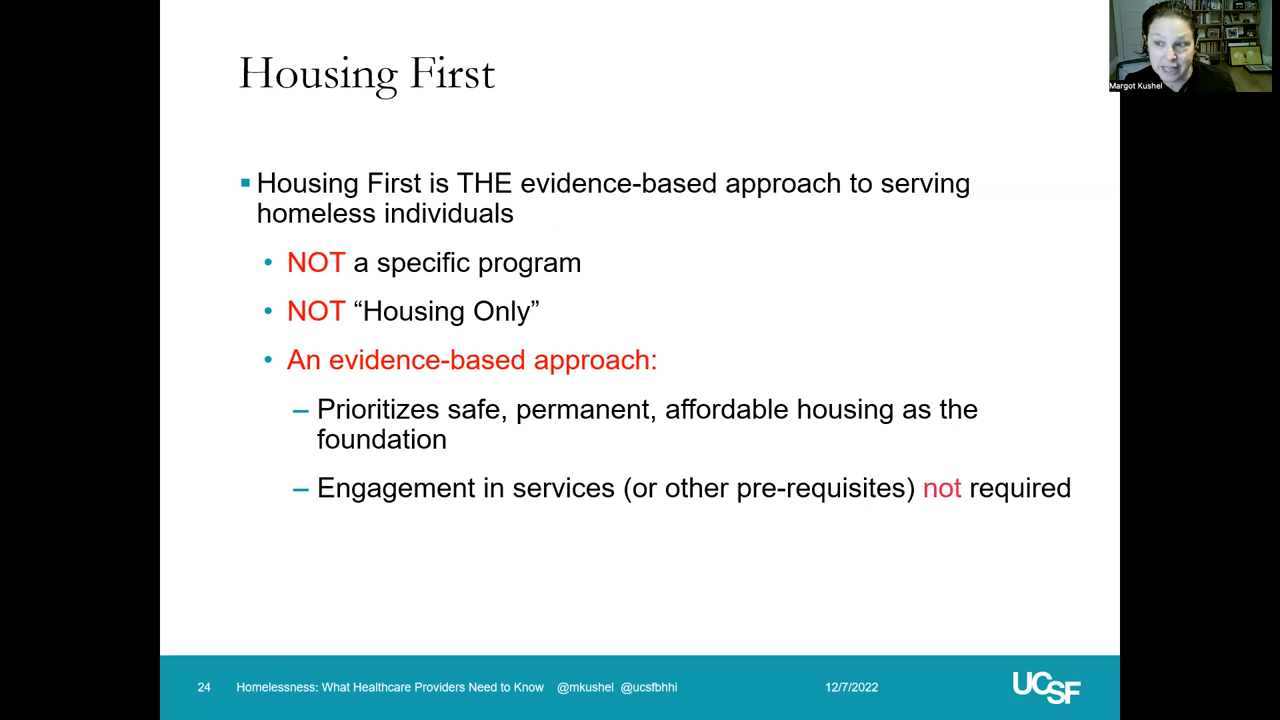 Housing First
Margot Kushel
▪ Housing First is THE evidence-based approach to serving
homeless individuals
• NOT a specific program
• NOT “Housing Only”
• An evidence-based approach:
– Prioritizes safe, permanent, affordable housing as the
foundation
– Engagement in services (or other pre-requisites) not required
24 Homelessness: What Healthcare Providers Need to Know @mkushel @ucsfbhhi 12/7/2022 UCSF